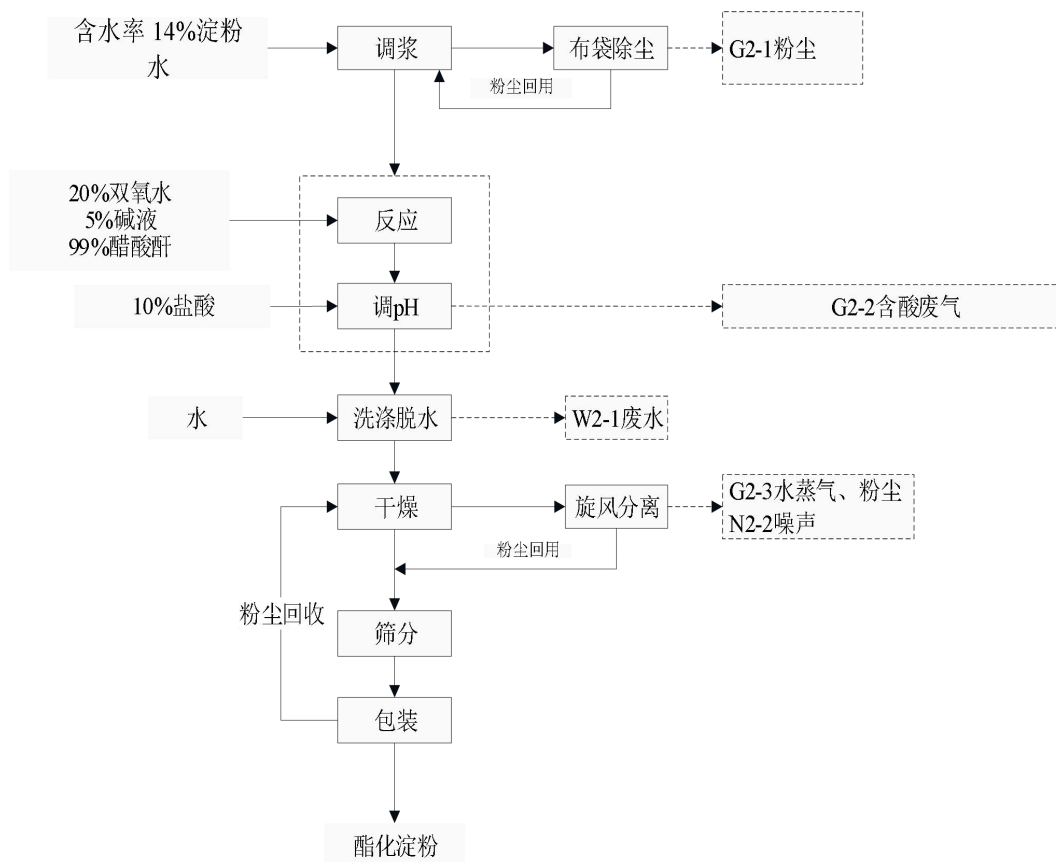 含水率 14%淀粉
水
调浆
布袋除尘
G2-1粉尘
粉尘回用
20%双氧水
5%碱液
99%醋酸酐
反应
10%盐酸
调pH
G2-2含酸废气
水
洗涤脱水
W2-1废水
干燥
旋风分离
G2-3水蒸气、粉尘
N2-2噪声
粉尘回用
粉尘回收
筛分
包装
酯化淀粉